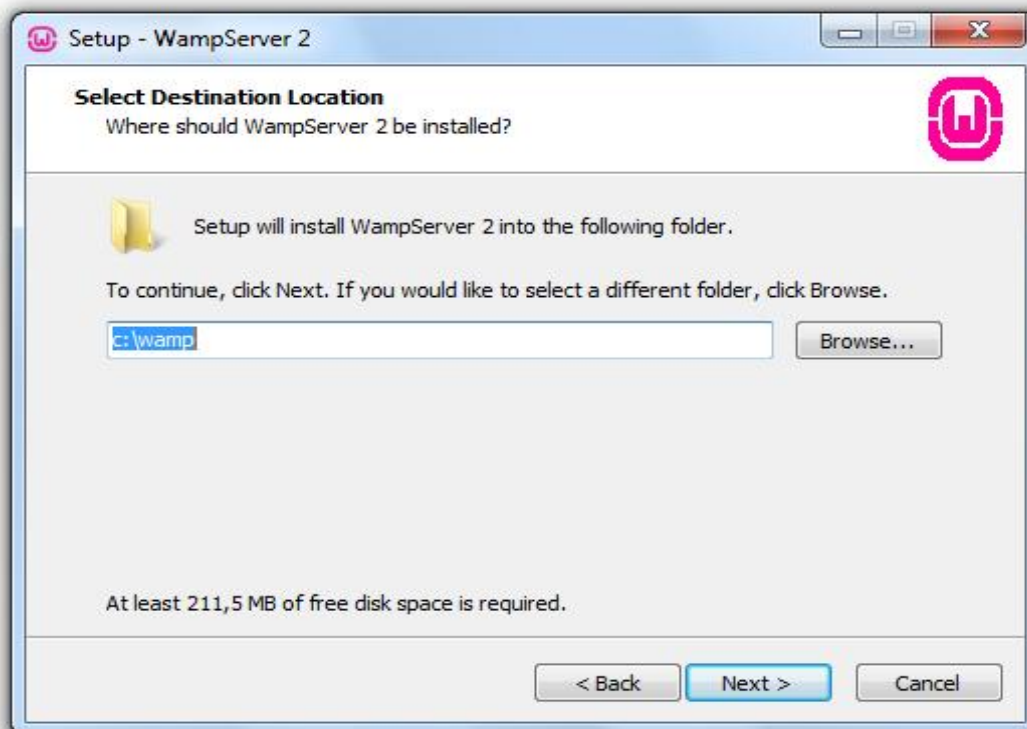 Setup - WampServer 2
Select Destination Location
Where should WampServer 2 be installed?
Setup will install WampServer 2 into the following folder.
To continue, click Next. If you would like to select a different folder, click Browse.
c:\wamp
Browse...
At least 211,5 MB of free disk space is required.
< Back
Next >
Cancel